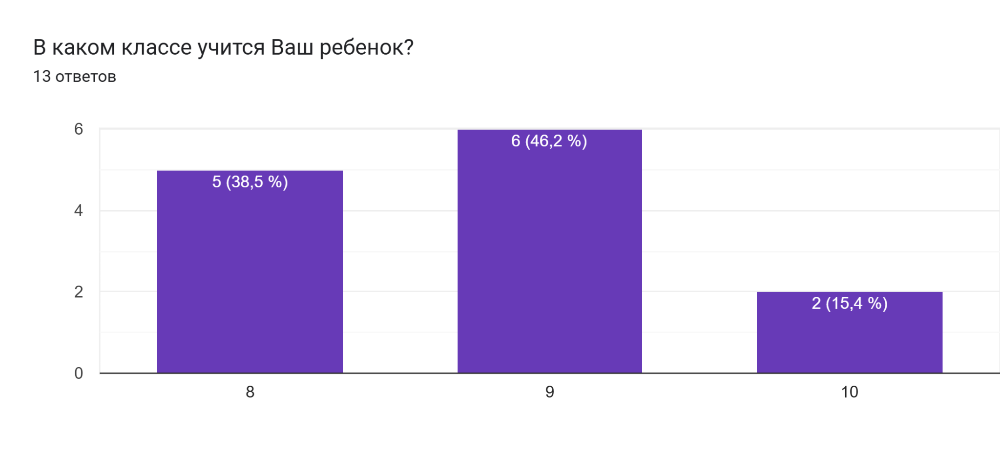 В каком классе учится Ваш ребенок?
13 ответов
6
4
2
0
5 (38,5 %)
6 (46,2 %)
2 (15,4 %)
8
9
10